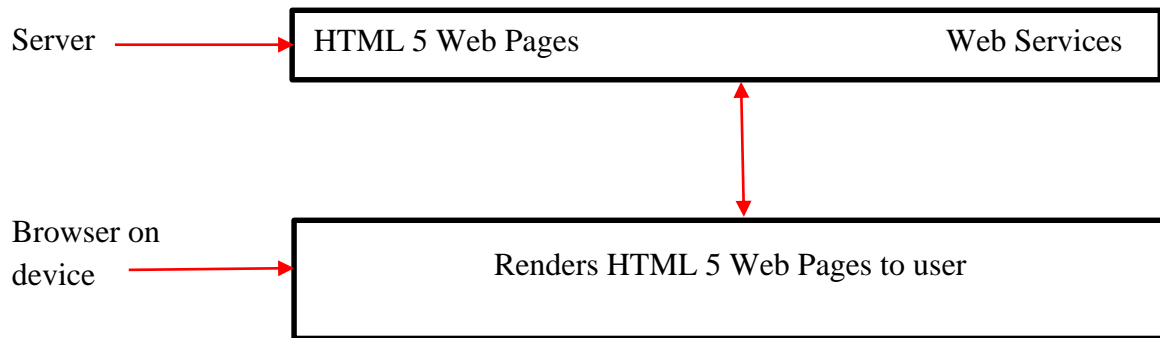 Server
HTML 5 Web Pages
Web Services
Browser on
device
Renders HTML 5 Web Pages to user